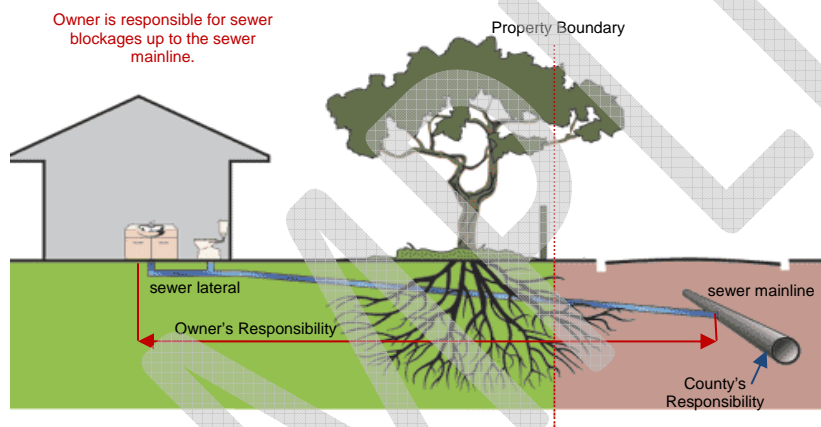 Owner is responsible for sewer
blockages up to the sewer
mainline.
Property Boundary
sewer lateral
sewer mainline
Owner's Responsibility
County's
Responsibility